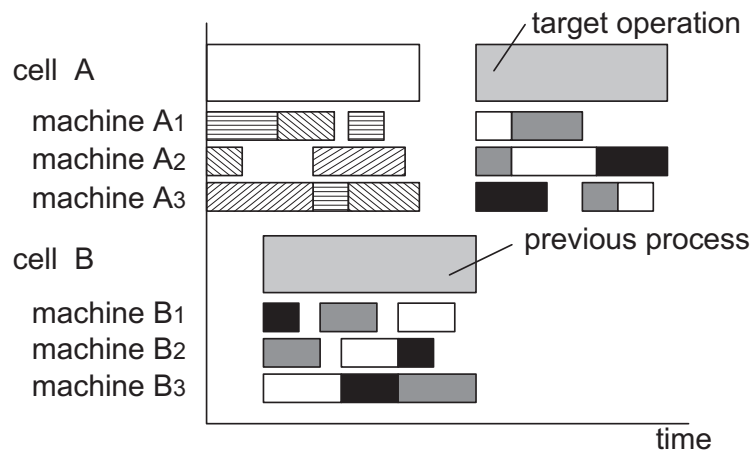 target operation
cell A
machine A1
machine A2
machine A3
previous process
cell B
machine B1
machine B2
machine B3
time